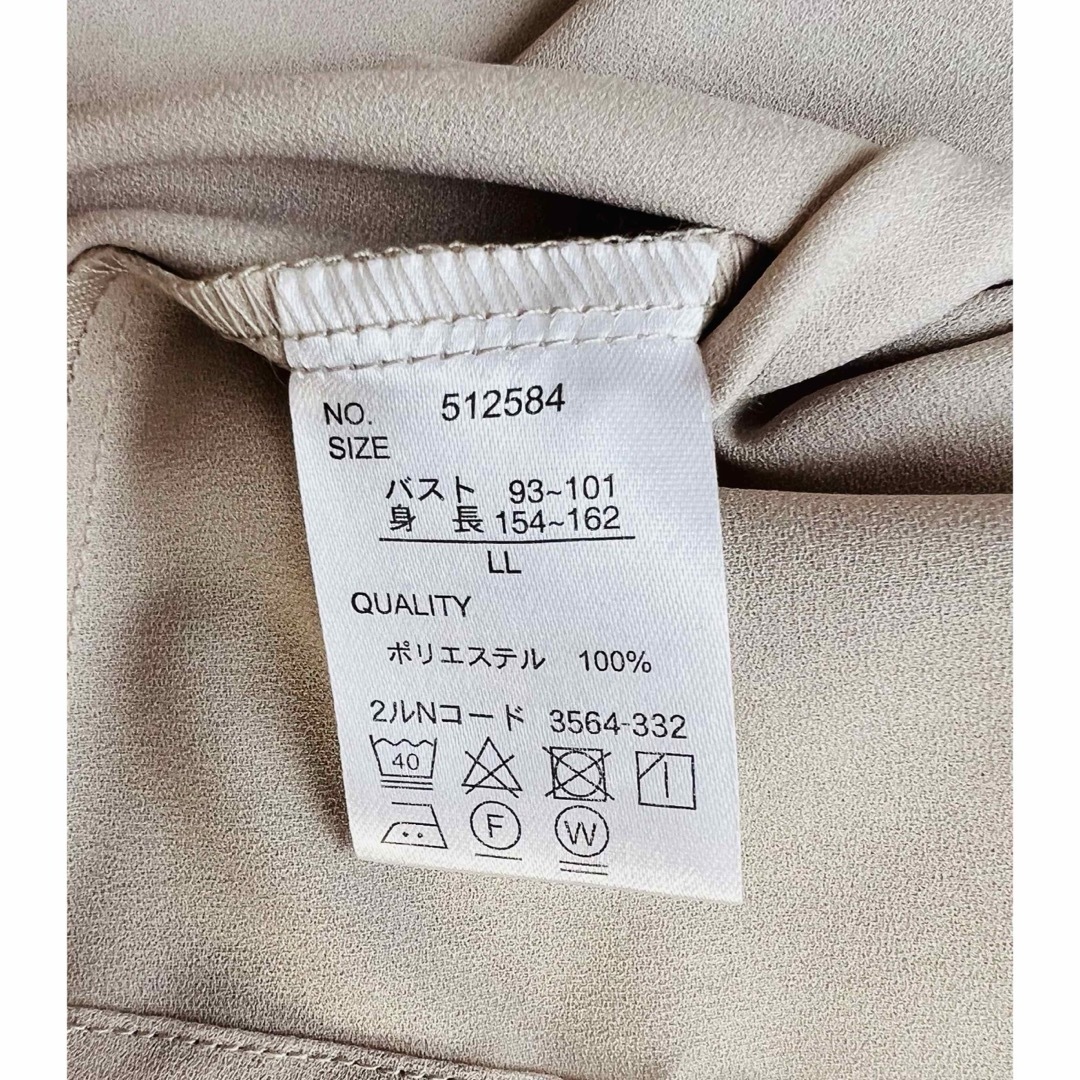 NO. 512584
SIZE
バスト 93~101
身 長 154~162
LL
QUALITY
ポリエステル 100%
2ルNコード 3564-332
40
F W